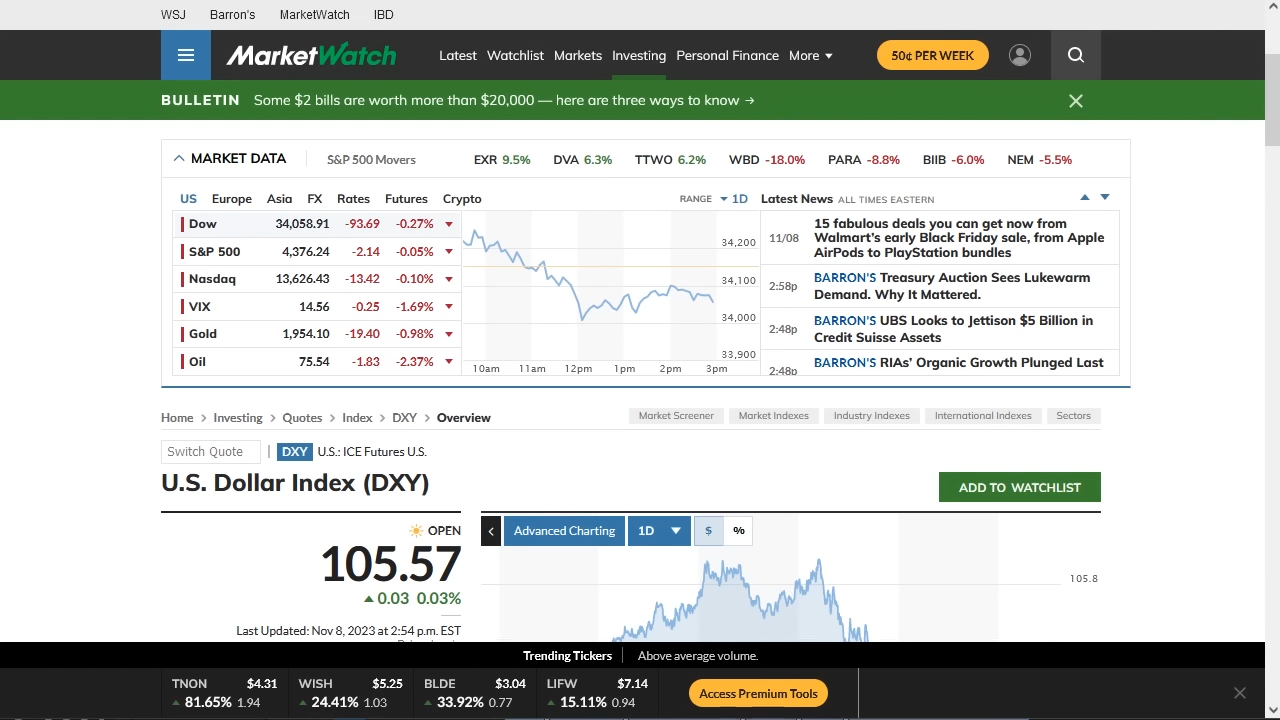 WSJ Barron's MarketWatch IBD
MarketWatch Latest Watchlist Markets Investing Personal Finance More 50¢ PER WEEK
BULLETIN Some $2 bills are worth more than $20,000 — here are three ways to know →
MARKET DATA S&P 500 Movers EXR 9.5% DVA 6.3% TTWO 6.2% WBD -18.0% PARA -8.8% BIIB -6.0% NEM -5.5%
US Europe Asia FX Rates Futures Crypto RANGE 1D
Dow 34,058.91 -93.69 -0.27%
S&P 500 4,376.24 -2.14 -0.05%
Nasdaq 13,626.43 -13.42 -0.10%
VIX 14.56 -0.25 -1.69%
Gold 1,954.10 -19.40 -0.98%
Oil 75.54 -1.83 -2.37%
34,200
34,100
34,000
33,900
10am 11am 12pm 1pm 2pm 3pm
Latest News ALL TIMES EASTERN
11/08 15 fabulous deals you can get now from
Walmart's early Black Friday sale, from Apple
AirPods to PlayStation bundles
2:58p BARRON'S Treasury Auction Sees Lukewarm
Demand. Why It Mattered.
2:48p BARRON'S UBS Looks to Jettison $5 Billion in
Credit Suisse Assets
2:48p BARRON'S RIAs' Organic Growth Plunged Last
Home > Investing > Quotes > Index > DXY > Overview
Market Screener Market Indexes Industry Indexes International Indexes Sectors
Switch Quote | DXY U.S.: ICE Futures U.S.
U.S. Dollar Index (DXY)
ADD TO WATCHLIST
OPEN
105.57
0.03 0.03%
Last Updated: Nov 8, 2023 at 2:54 p.m. EST
Advanced Charting 1D $ %
105.8
Trending Tickers | Above average volume.
TNON $4.31 WISH $5.25 BLDE $3.04 LIFW $7.14
81.65% 1.94 24.41% 1.03 33.92% 0.77 15.11% 0.94
Access Premium Tools